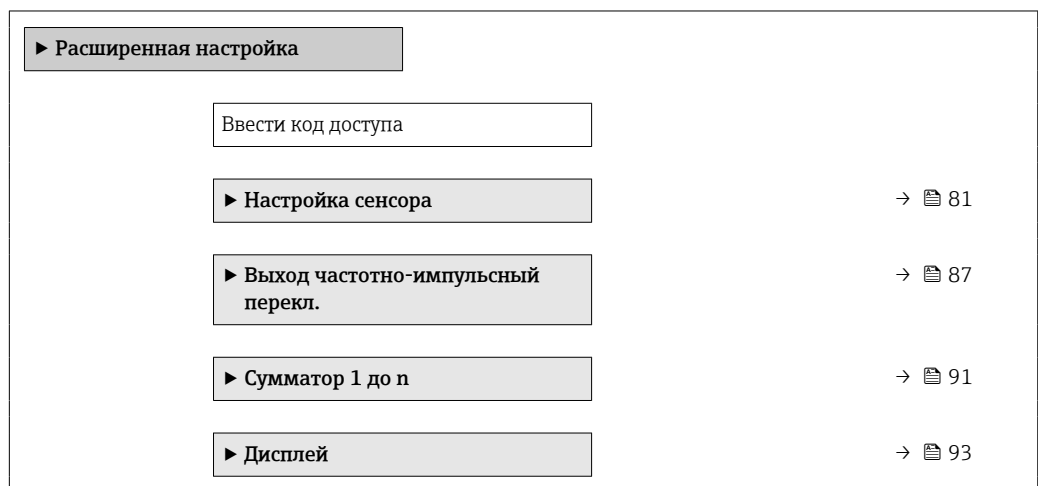 ▶ Расширенная настройка
Ввести код доступа
▶ Настройка сенсора → 81
▶ Выход частотно-импульсный → 87
перекл.
▶ Сумматор 1 до n → 91
▶ Дисплей → 93